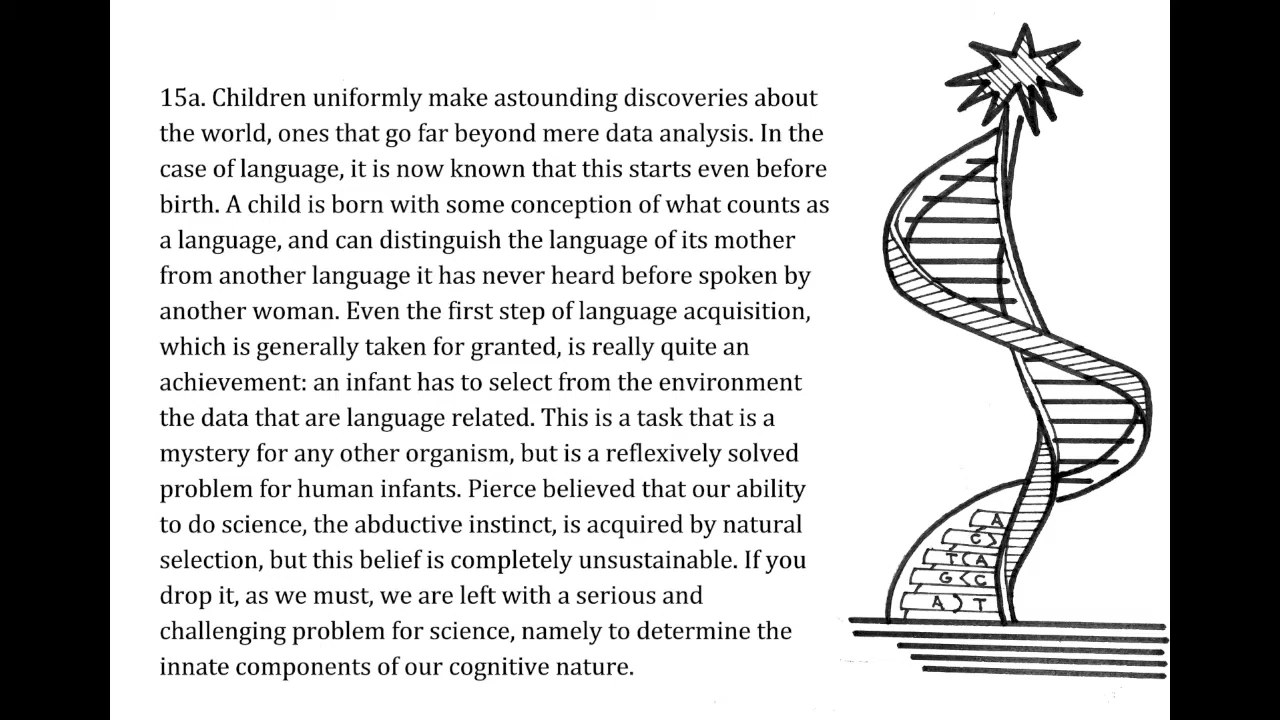 15a. Children uniformly make astounding discoveries about
the world, ones that go far beyond mere data analysis. In the
case of language, it is now known that this starts even before
birth. A child is born with some conception of what counts as
a language, and can distinguish the language of its mother
from another language it has never heard before spoken by
another woman. Even the first step of language acquisition,
which is generally taken for granted, is really quite an
achievement: an infant has to select from the environment
the data that are language related. This is a task that is a
mystery for any other organism, but is a reflexively solved
problem for human infants. Pierce believed that our ability
to do science, the abductive instinct, is acquired by natural
selection, but this belief is completely unsustainable. If you
drop it, as we must, we are left with a serious and
challenging problem for science, namely to determine the
innate components of our cognitive nature.
A
C
T A
G C
A T